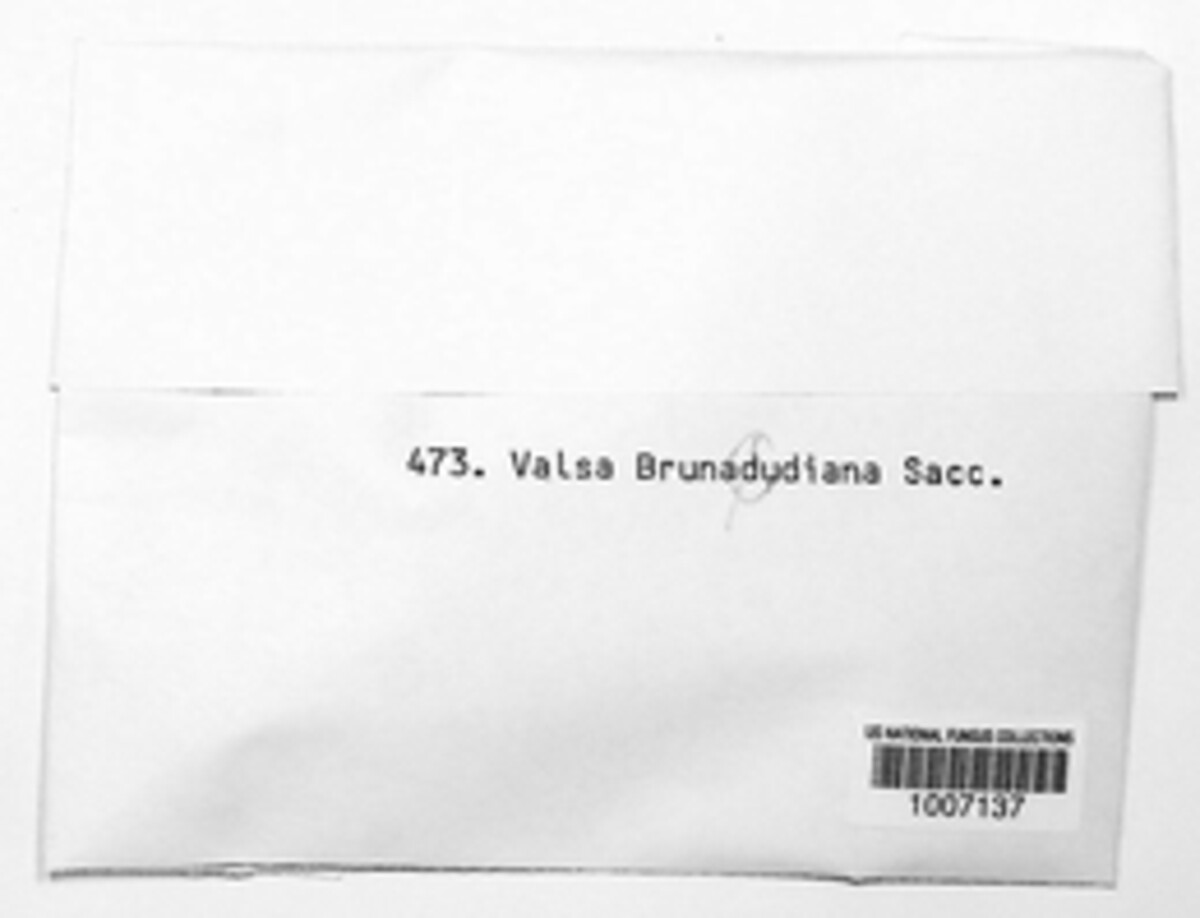 473. Valsa Brunadudiana Sacc.
US NATIONAL FUNGUS COLLECTIONS
1007137